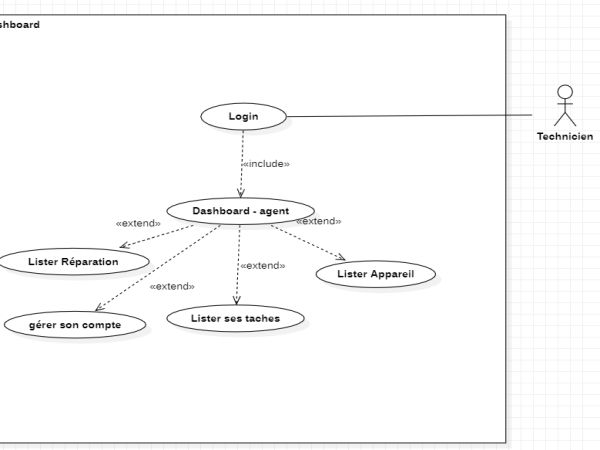 shboard
Login
Technicien
«include»
Dashboard - agent
«extend»
«extend»
Lister Réparation
«extend»
Lister Appareil
«extend»
gérer son compte
Lister ses taches